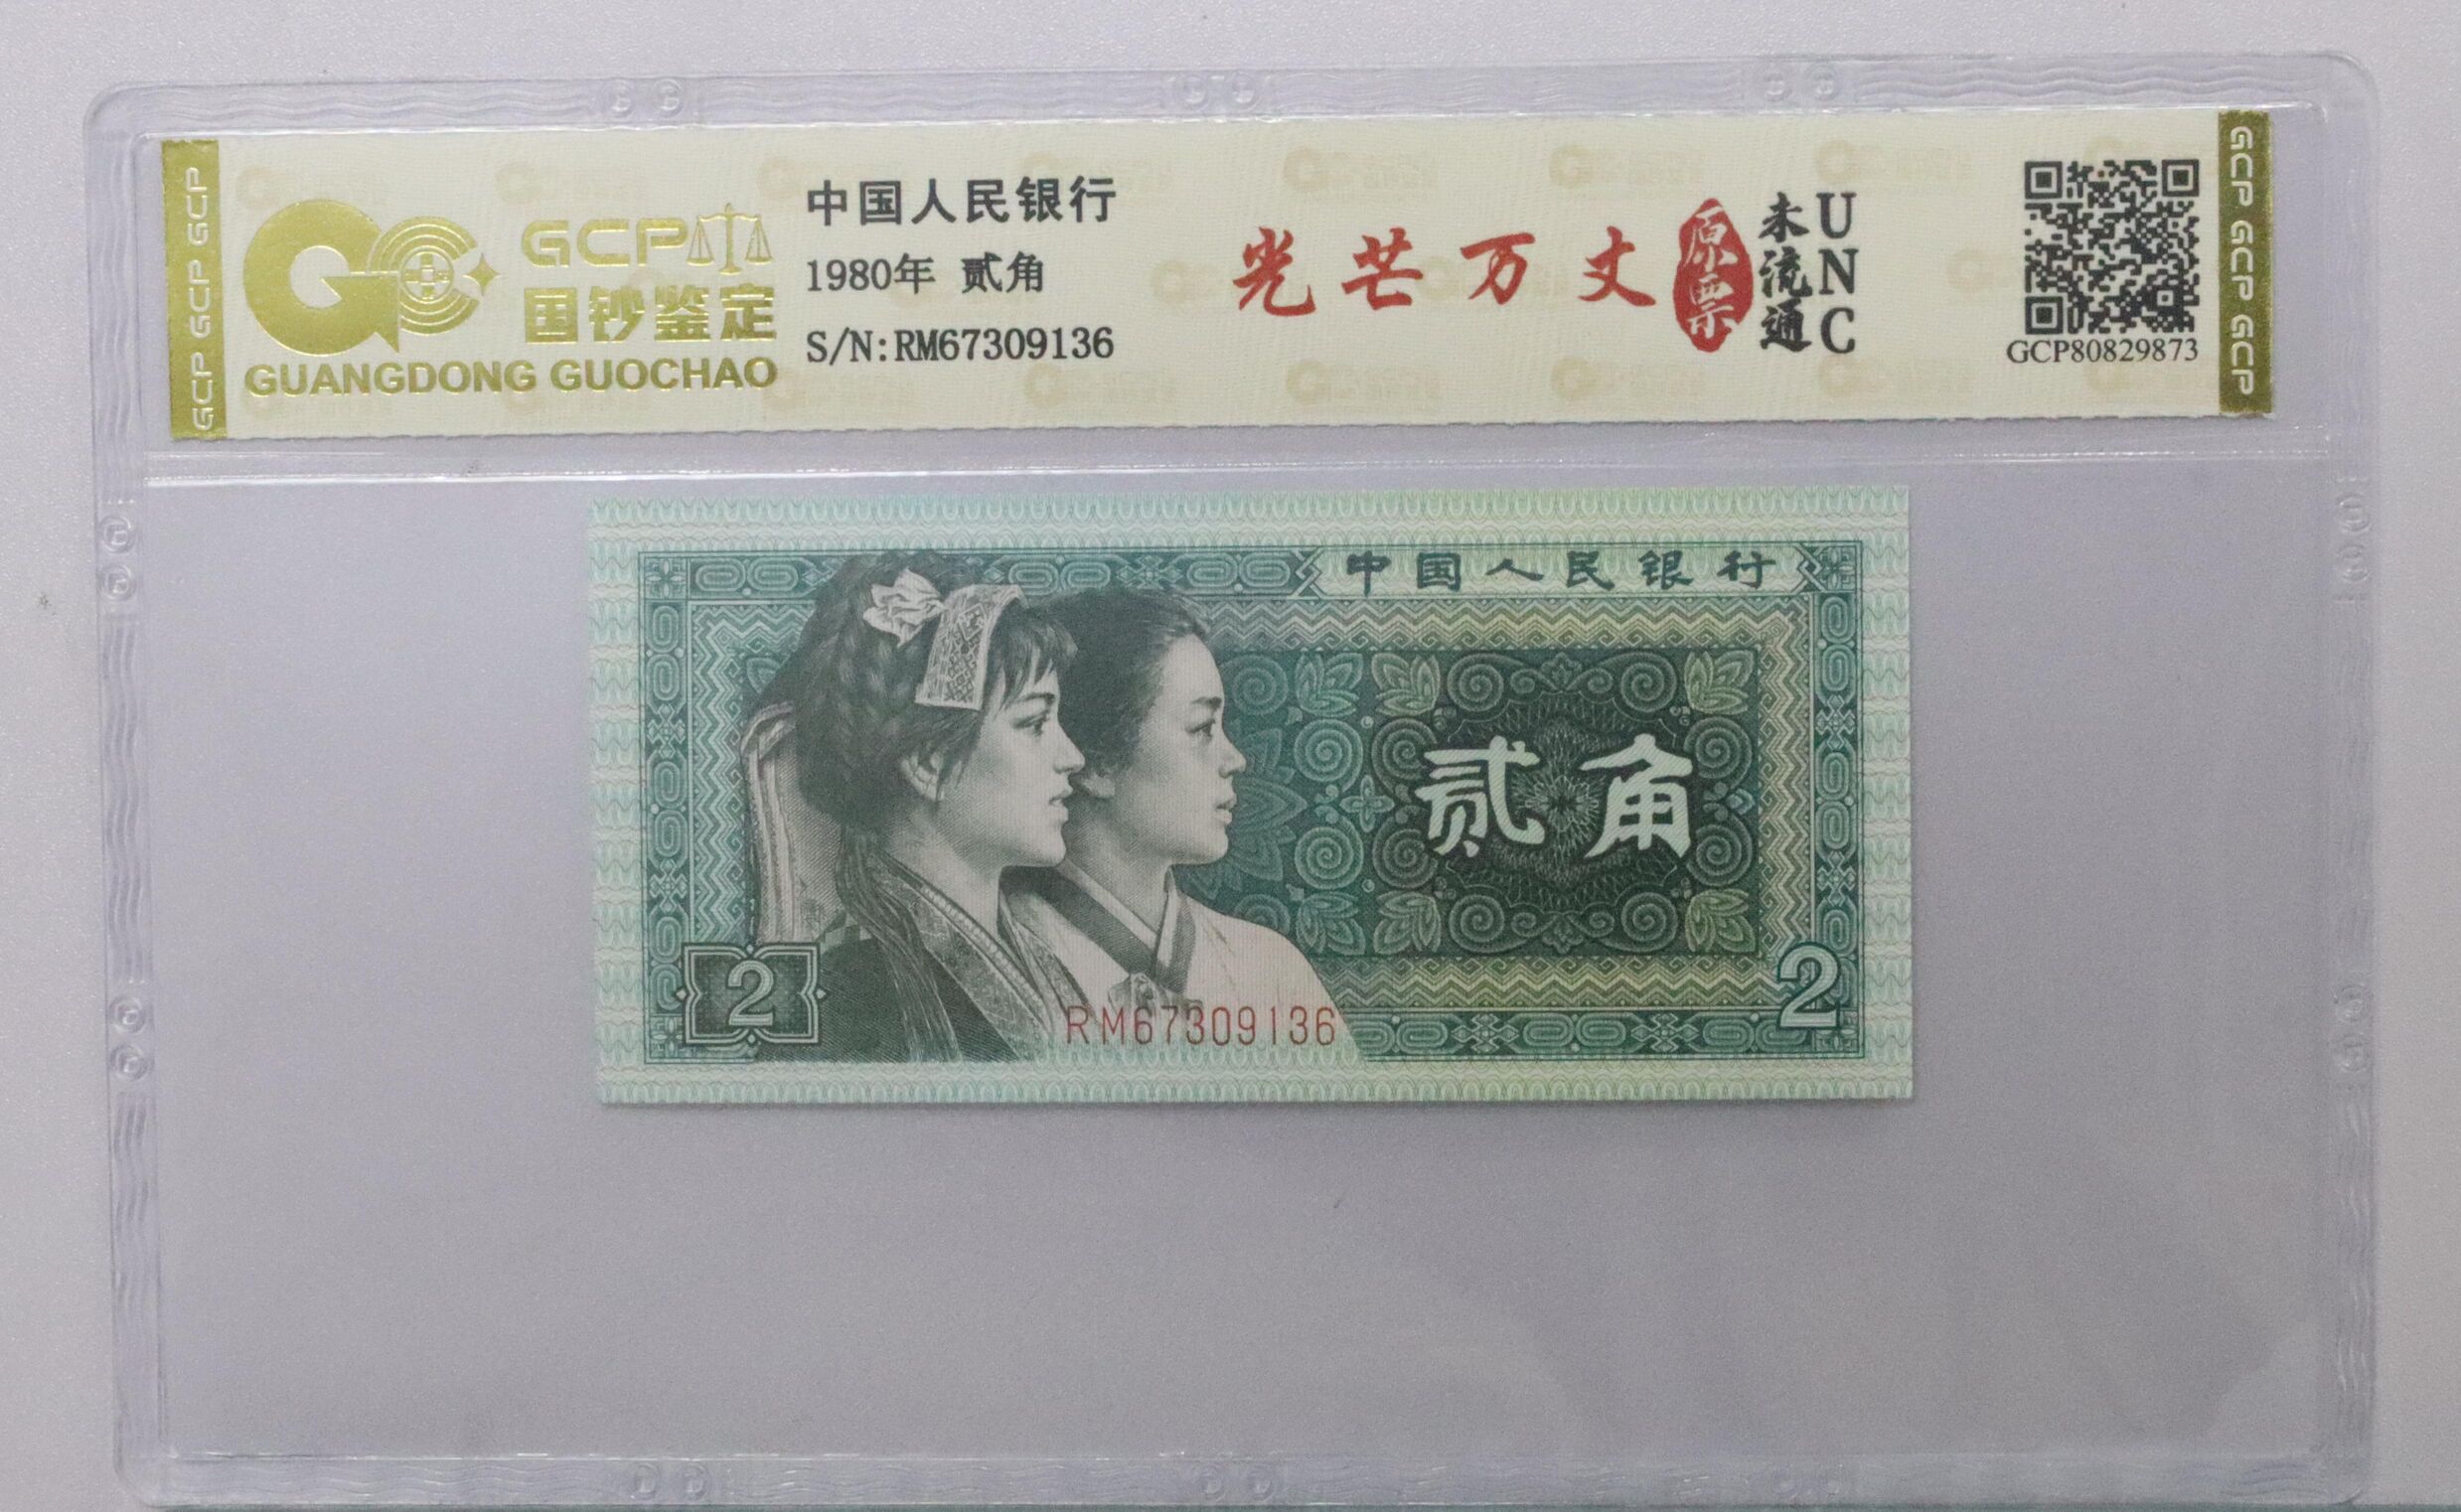 GCP GCP GCP
GCP
国钞鉴定
GUANGDONG GUOCHAO
中国人民银行
1980年 贰角
S/N:RM67309136
光芒万丈
原票
未流通
UNC
GCP80829873
GCP GCP GCP
中国人民银行
贰角
2
RM67309136
2